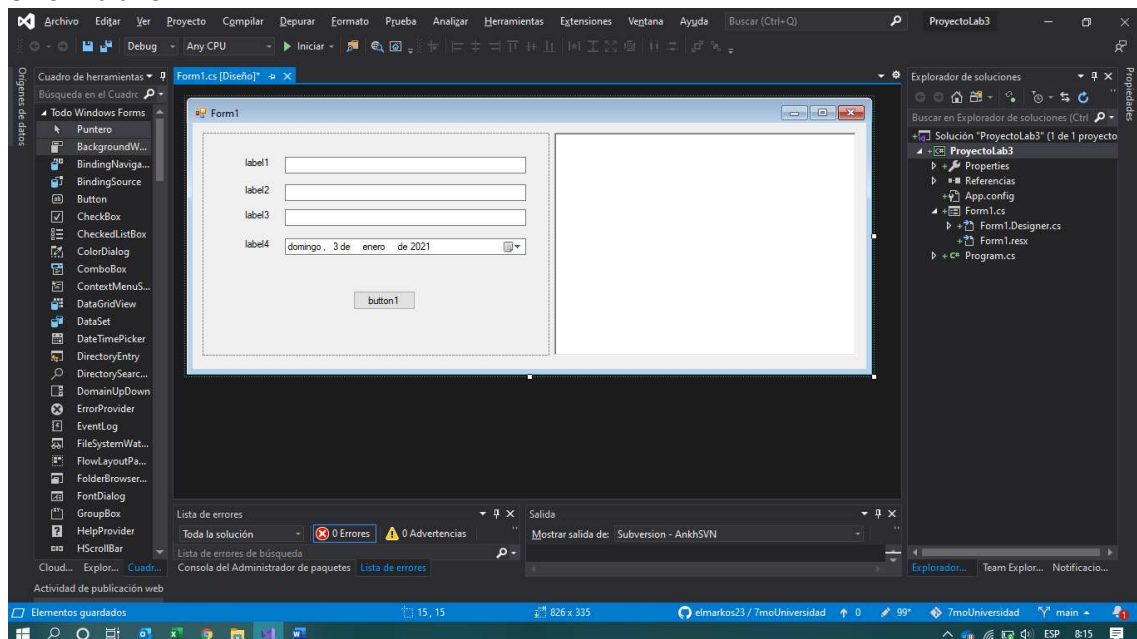 Archivo Editar Ver Proyecto Compilar Depurar Formato Prueba Analizar Herramientas Extensiones Ventana Ayuda Buscar (Ctrl+Q) ProyectoLab3
Debug Any CPU Iniciar
Orígenes de datos
Cuadro de herramientas
Búsqueda en el Cuadrc
Todo Windows Forms
Puntero
BackgroundW...
BindingNaviga...
BindingSource
Button
CheckBox
CheckedListBox
ColorDialog
ComboBox
ContextMenuS...
DataGridView
DataSet
DateTimePicker
DirectoryEntry
DirectorySearc...
DomainUpDown
ErrorProvider
EventLog
FileSystemWat...
FlowLayoutPa...
FolderBrowser...
FontDialog
GroupBox
HelpProvider
HScrollBar
Cloud... Explor... Cuadr...
Form1.cs [Diseño]*
Form1
label1
label2
label3
label4 domingo , 3 de enero de 2021
button1
Lista de errores
Toda la solución 0 Errores 0 Advertencias
Lista de errores de búsqueda
Consola del Administrador de paquetes Lista de errores
Salida
Mostrar salida de: Subversion - AnkhSVN
Explorador de soluciones
Buscar en Explorador de soluciones (Ctrl
Solución "ProyectoLab3" (1 de 1 proyecto
ProyectoLab3
Properties
Referencias
App.config
Form1.cs
Form1.Designer.cs
Form1.resx
Program.cs
Explorador... Team Explor... Notificacio...
Propiedades
Actividad de publicación web
Elementos guardados 15 , 15 826 x 335 elmarkos23 / 7moUniversidad 0 99* 7moUniversidad main 1
ESP 8:15